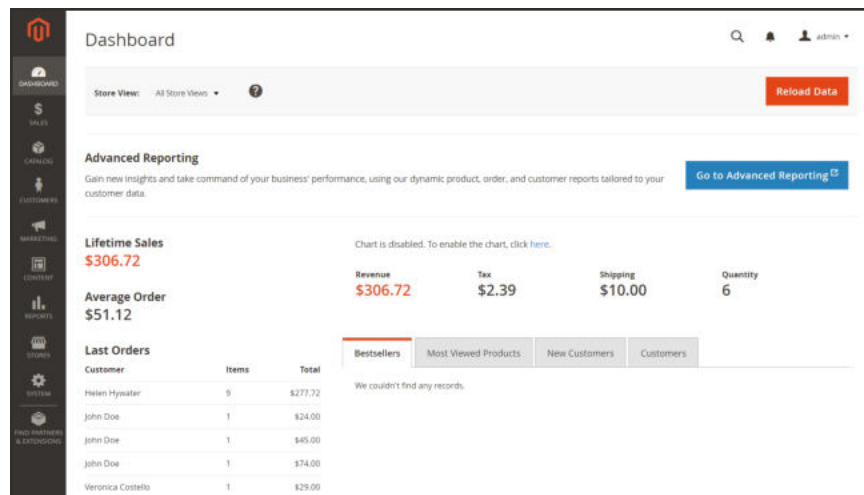 Dashboard
admin
DASHBOARD
SALES
CATALOG
CUSTOMERS
MARKETING
CONTENT
REPORTS
STORES
SYSTEM
FIND PARTNERS
& EXTENSIONS
Store View: All Store Views ?
Reload Data
Advanced Reporting
Gain new insights and take command of your business' performance, using our dynamic product, order, and customer reports tailored to your
customer data.
Go to Advanced Reporting
Lifetime Sales
$306.72
Average Order
$51.12
Chart is disabled. To enable the chart, click here.
Revenue Tax Shipping Quantity
$306.72 $2.39 $10.00 6
Last Orders
Customer Items Total
Helen Hywater 9 $277.72
John Doe 1 $24.00
John Doe 1 $45.00
John Doe 1 $74.00
Veronica Costello 1 $29.00
Bestsellers Most Viewed Products New Customers Customers
We couldn't find any records.